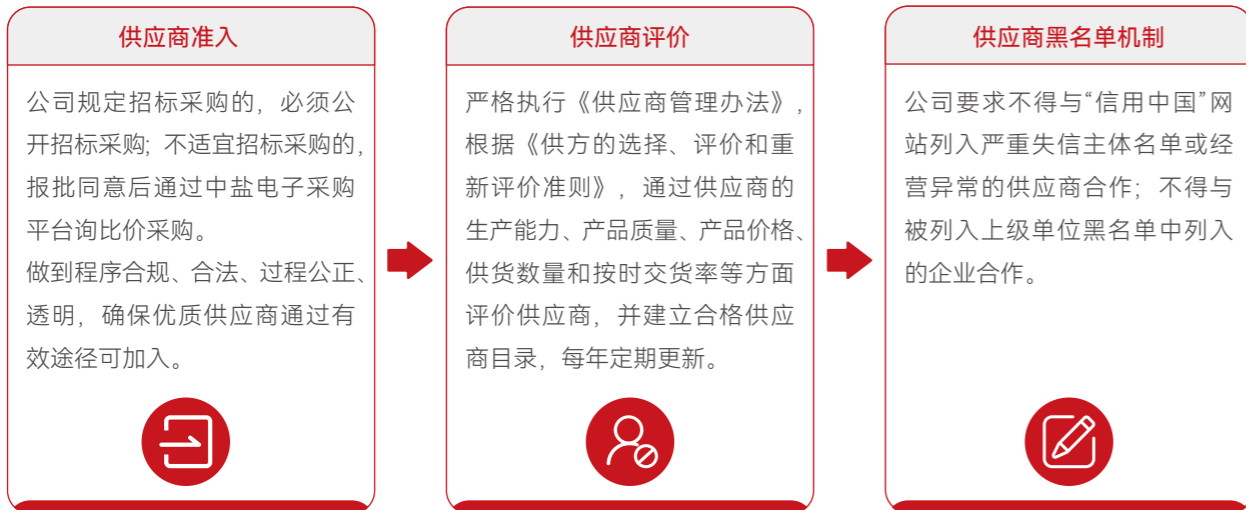 供应商准入
公司规定招标采购的，必须公
开招标采购；不适宜招标采购的，
报批同意后通过中盐电子采购
平台询比价采购。
做到程序合规、合法、过程公正、
透明，确保优质供应商通过有
效途径可加入。
供应商评价
严格执行《供应商管理办法》，
根据《供方的选择、评价和重
新评价准则》，通过供应商的
生产能力、产品质量、产品价格、
供货数量和按时交货率等方面
评价供应商，并建立合格供应
商目录，每年定期更新。
供应商黑名单机制
公司要求不得与“信用中国”网
站列入严重失信主体名单或经
营异常的供应商合作；不得与
被列入上级单位黑名单中列入
的企业合作。